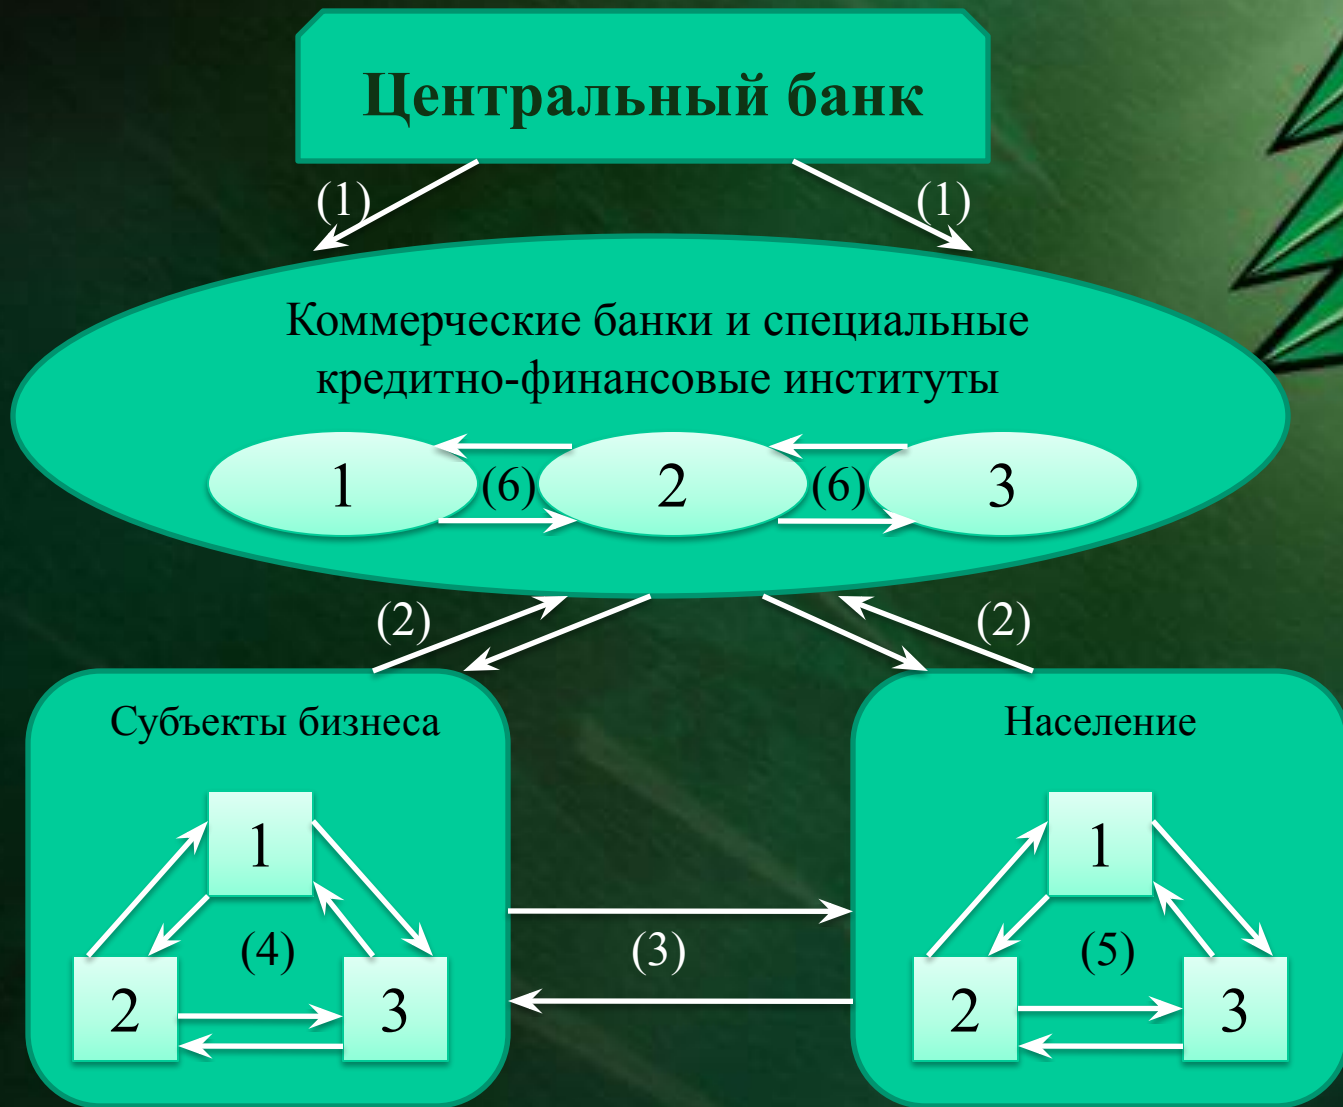 Центральный банк
(1) (1)
Коммерческие банки и специальные
кредитно-финансовые институты
1 (6) 2 (6) 3
(2) (2)
Субъекты бизнеса
Население
1
(4)
2 3
(3)
1
(5)
2 3